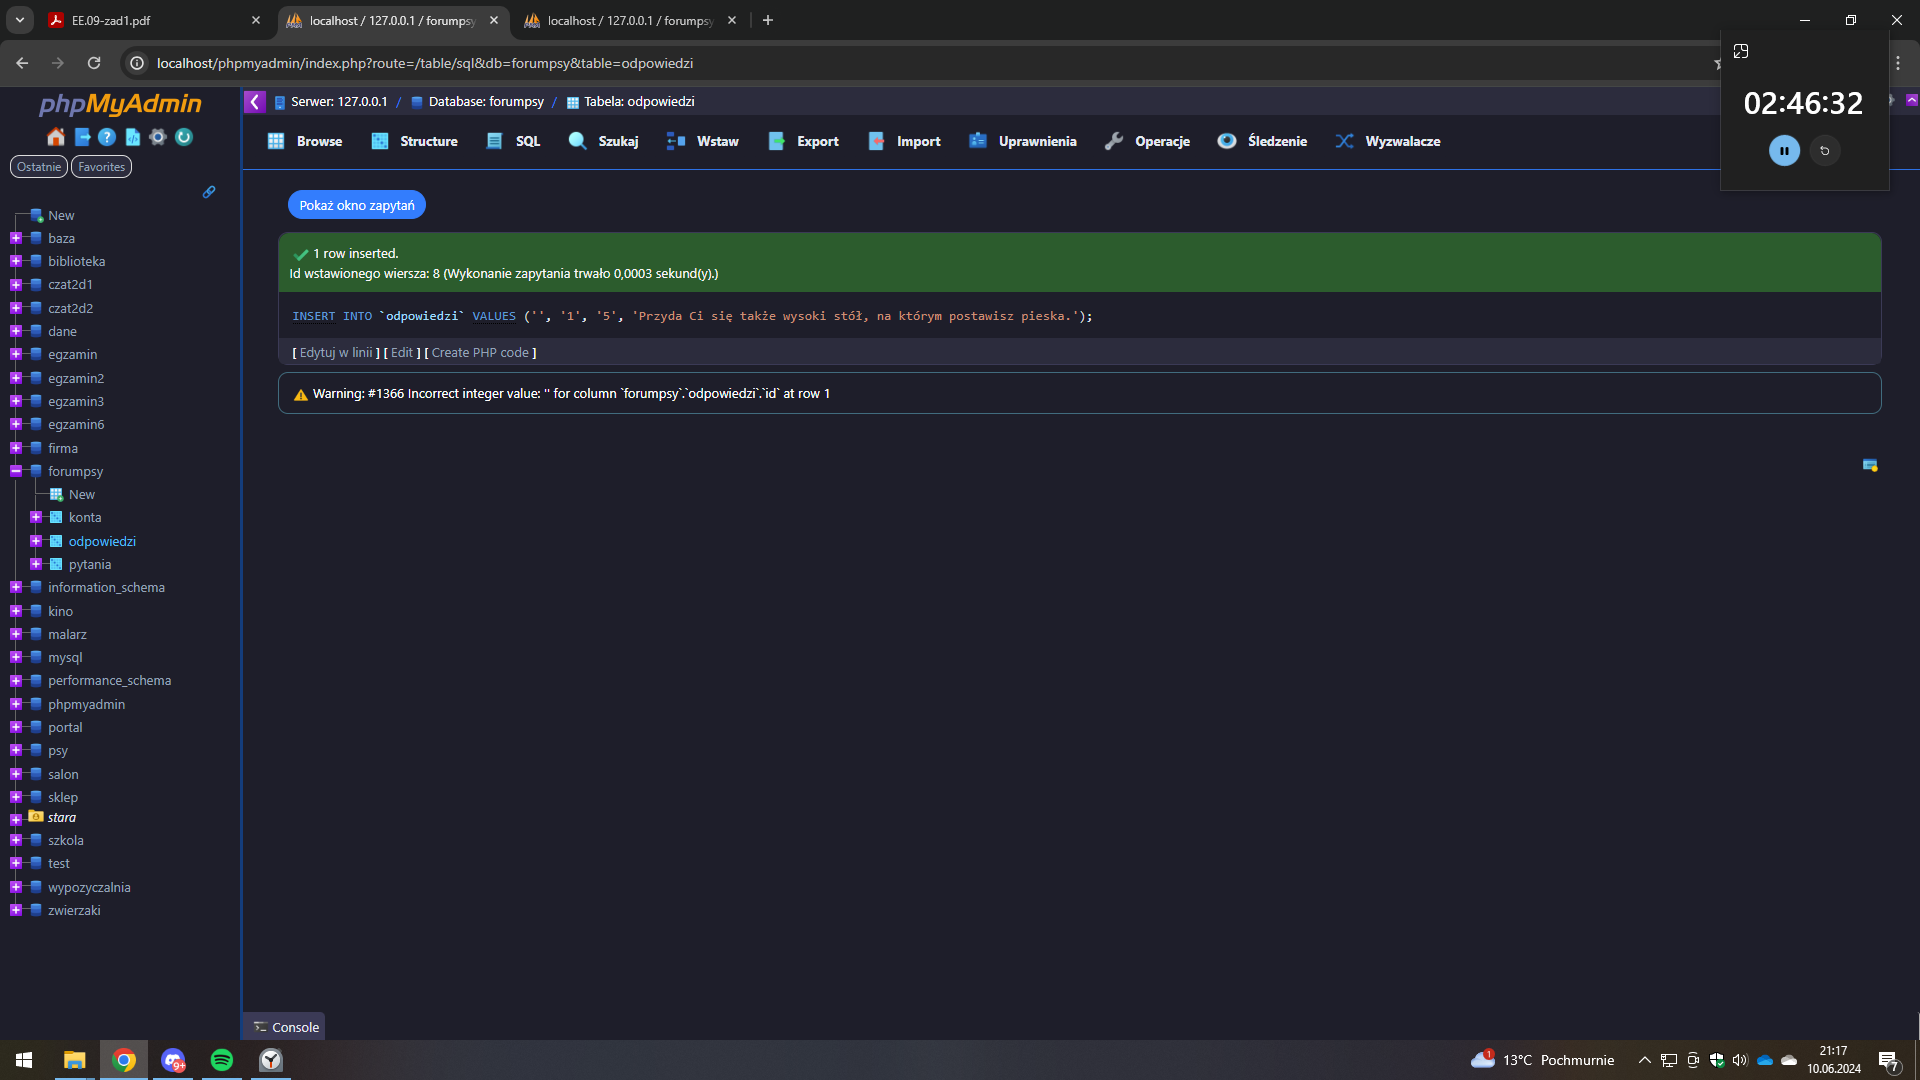 EE.09-zad1.pdf
localhost / 127.0.0.1 / forumpsy
localhost / 127.0.0.1 / forumpsy
localhost/phpmyadmin/index.php?route=/table/sql&db=forumpsy&table=odpowiedzi
02:46:32
phpMyAdmin
Ostatnie
Favorites
New
baza
biblioteka
czat2d1
czat2d2
dane
egzamin
egzamin2
egzamin3
egzamin6
firma
forumpsy
New
konta
odpowiedzi
pytania
information_schema
kino
malarz
mysql
performance_schema
phpmyadmin
portal
psy
salon
sklep
stara
szkola
test
wypozyczalnia
zwierzaki
Serwer: 127.0.0.1 / Database: forumpsy / Tabela: odpowiedzi
Browse Structure SQL Szukaj Wstaw Export Import Uprawnienia Operacje Śledzenie Wyzwalacze
Pokaż okno zapytań
1 row inserted.
Id wstawionego wiersza: 8 (Wykonanie zapytania trwało 0,0003 sekund(y).)
INSERT INTO `odpowiedzi` VALUES ('', '1', '5', 'Przyda Ci się także wysoki stół, na którym postawisz pieska.');
[ Edytuj w linii ] [ Edit ] [ Create PHP code ]
Warning: #1366 Incorrect integer value: '' for column `forumpsy`.`odpowiedzi`.`id` at row 1
Console
9+
1
13°C Pochmurnie
21:17
10.06.2024
7